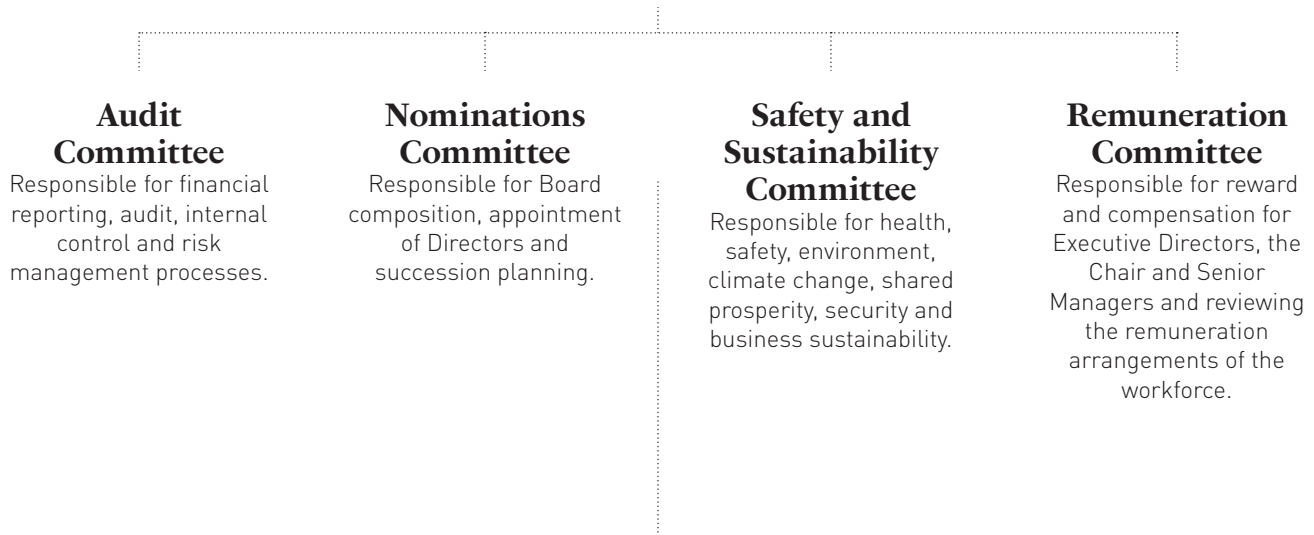 Audit
Committee
Responsible for financial
reporting, audit, internal
control and risk
management processes.
Nominations
Committee
Responsible for Board
composition, appointment
of Directors and
succession planning.
Safety and
Sustainability
Committee
Responsible for health,
safety, environment,
climate change, shared
prosperity, security and
business sustainability.
Remuneration
Committee
Responsible for reward
and compensation for
Executive Directors, the
Chair and Senior
Managers and reviewing
the remuneration
arrangements of the
workforce.